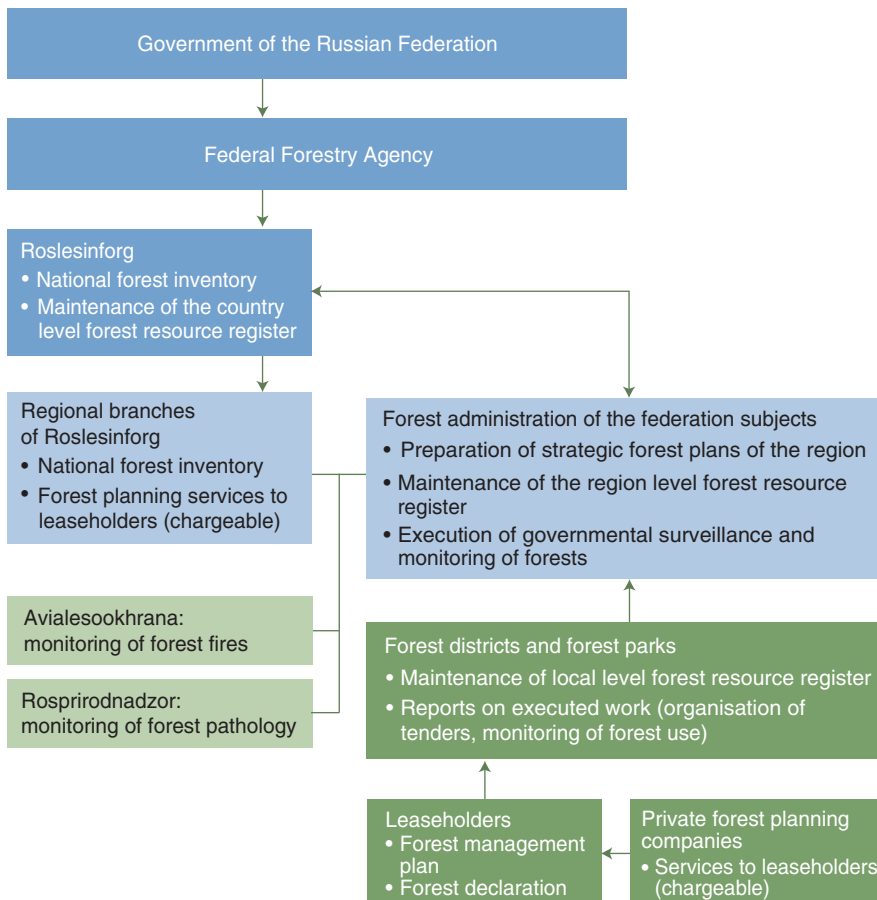 Government of the Russian Federation
Federal Forestry Agency
Roslesinforg
• National forest inventory
• Maintenance of the country
level forest resource register
Regional branches
of Roslesinforg
• National forest inventory
• Forest planning services to
leaseholders (chargeable)
Forest administration of the federation subjects
• Preparation of strategic forest plans of the region
• Maintenance of the region level forest resource
register
• Execution of governmental surveillance and
monitoring of forests
Avialesookhrana:
monitoring of forest fires
Rosprirodnadzor:
monitoring of forest pathology
Forest districts and forest parks
• Maintenance of local level forest resource register
• Reports on executed work (organisation of
tenders, monitoring of forest use)
Leaseholders
• Forest management
plan
• Forest declaration
Private forest planning
companies
• Services to leaseholders
(chargeable)